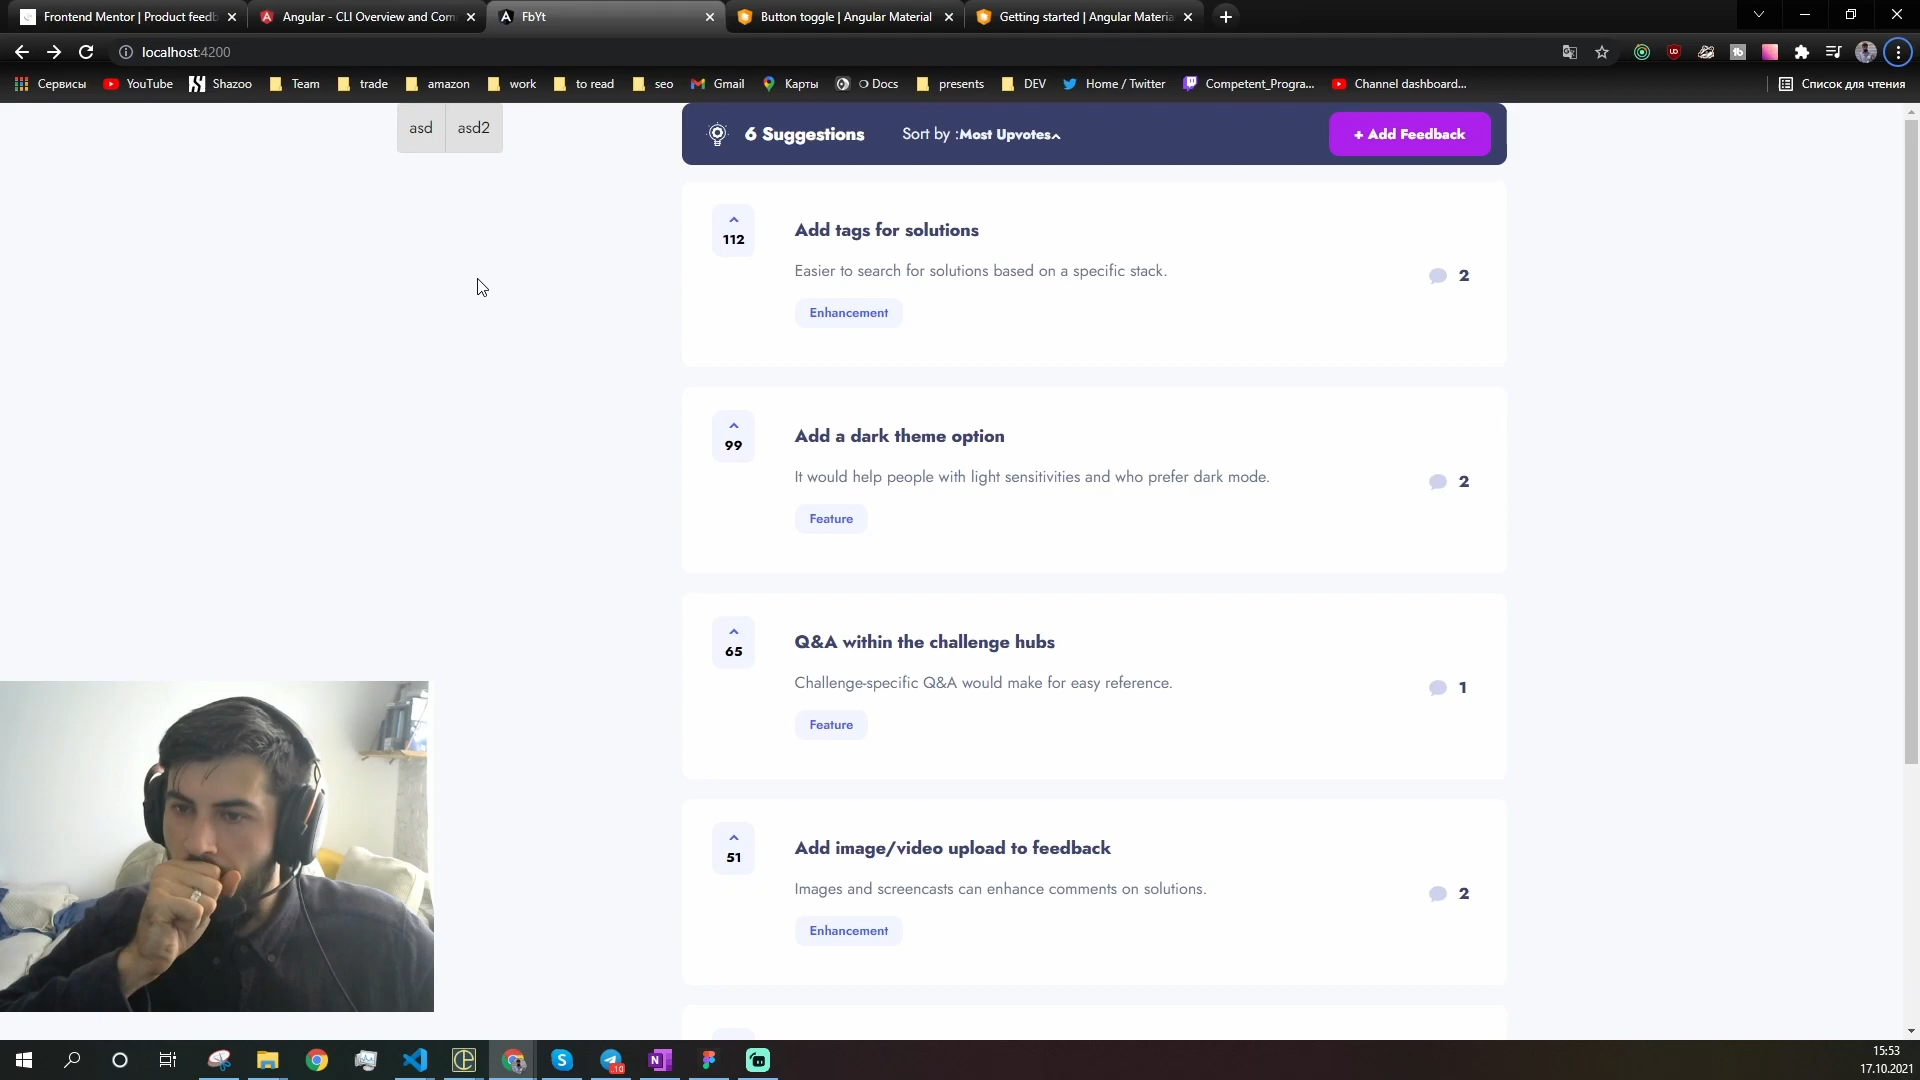 Frontend Mentor | Product feedb
Angular - CLI Overview and Com
FbYt
Button toggle | Angular Material
Getting started | Angular Materia
localhost:4200
Сервисы
YouTube
Shazoo
Team
trade
amazon
work
to read
seo
Gmail
Карты
Docs
presents
DEV
Home / Twitter
Competent_Progra...
Channel dashboard...
Список для чтения
asd
asd2
6 Suggestions
Sort by :Most Upvotes
+ Add Feedback
112
Add tags for solutions
Easier to search for solutions based on a specific stack.
Enhancement
2
99
Add a dark theme option
It would help people with light sensitivities and who prefer dark mode.
Feature
2
65
Q&A within the challenge hubs
Challenge-specific Q&A would make for easy reference.
Feature
1
51
Add image/video upload to feedback
Images and screencasts can enhance comments on solutions.
Enhancement
2
15:53
17.10.2021